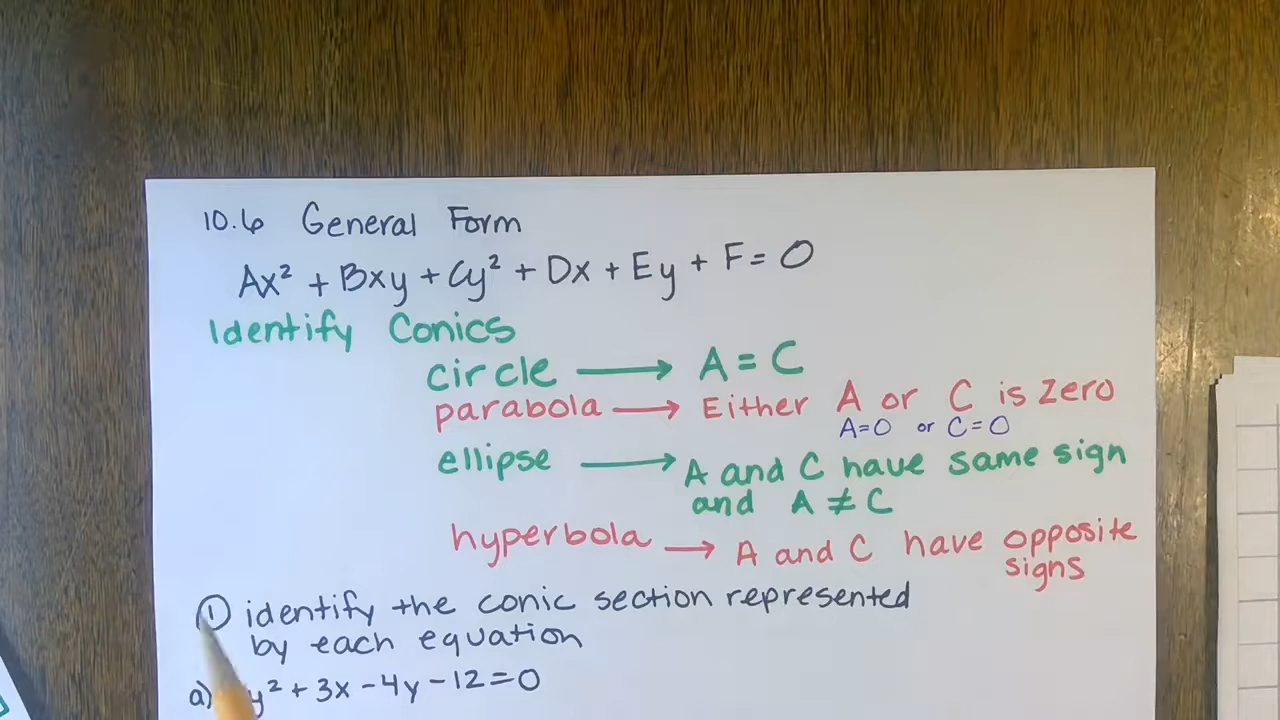 10.6 General Form
Ax² + Bxy + Cy² + Dx + Ey + F = 0
Identify Conics
circle ⟶ A = C
parabola ⟶ Either A or C is zero
A=0 or C=0
ellipse ⟶ A and C have same sign
and A ≠ C
hyperbola ⟶ A and C have opposite
signs
① identify the conic section represented
by each equation
a) y² + 3x - 4y - 12 = 0